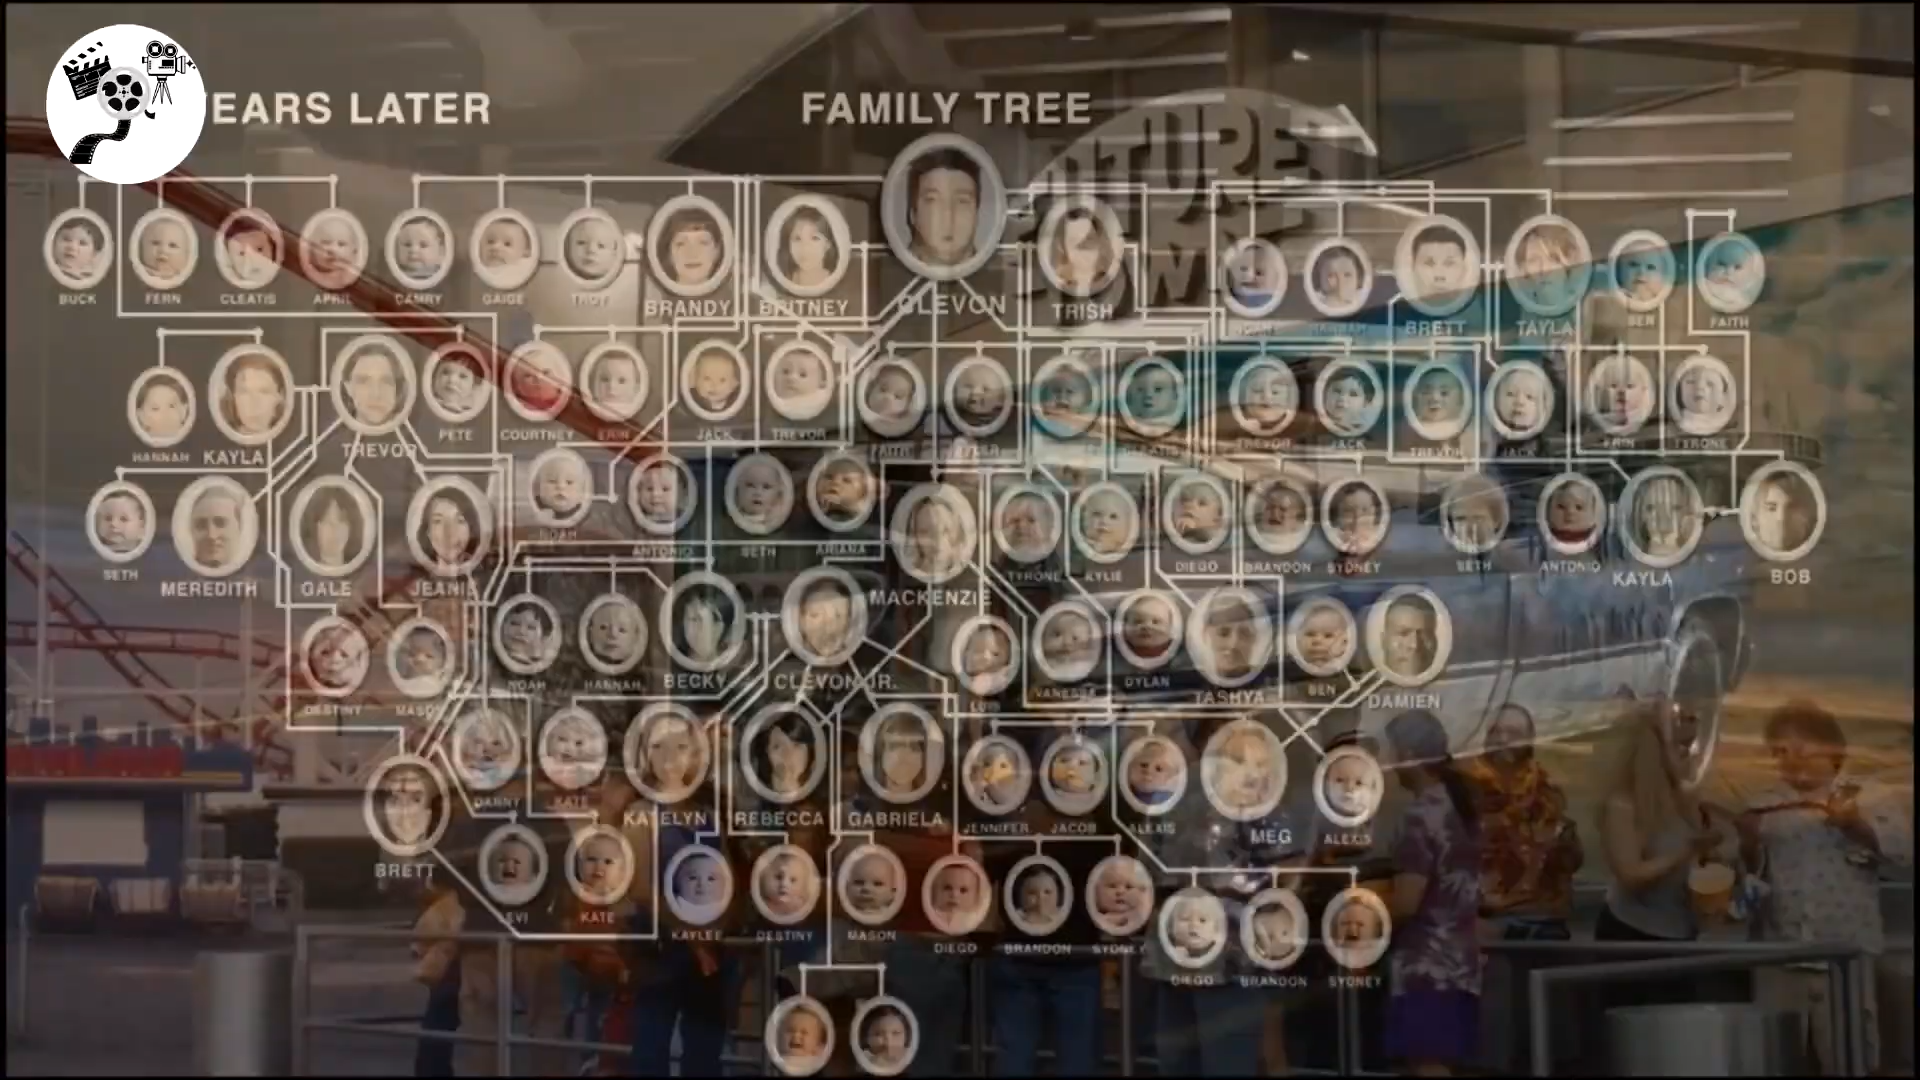 EARS LATER
FAMILY TREE
BUCK FERN CLEATIS APRIL CAMRY GAIGE TROY BRANDY BRITNEY CLEVON TRISH BRETT TAYLA BEN FAITH
HANNAH KAYLA TREVOR PETE COURTNEY ERIN JACK TREVOR FAITH TREVOR JACK TREVOR JACK ERIN TYRONE
SETH MEREDITH GALE JEANIE NOAH ANTONIO SETH ARIANA MACKENZIE TYRONE KYLIE DIEGO BRANDON SYDNEY SETH ANTONIO KAYLA BOB
DESTINY MASON NOAH HANNAH BECKY CLEVON JR. LUIS VANESSA DYLAN TASHYA BEN DAMIEN
BRETT DANNY KATE KATELYN REBECCA GABRIELA JENNIFER JACOB ALEXIS MEG ALEXIS
LEVI KATE KAYLEE DESTINY MASON DIEGO BRANDON SYDNEY DIEGO BRANDON SYDNEY